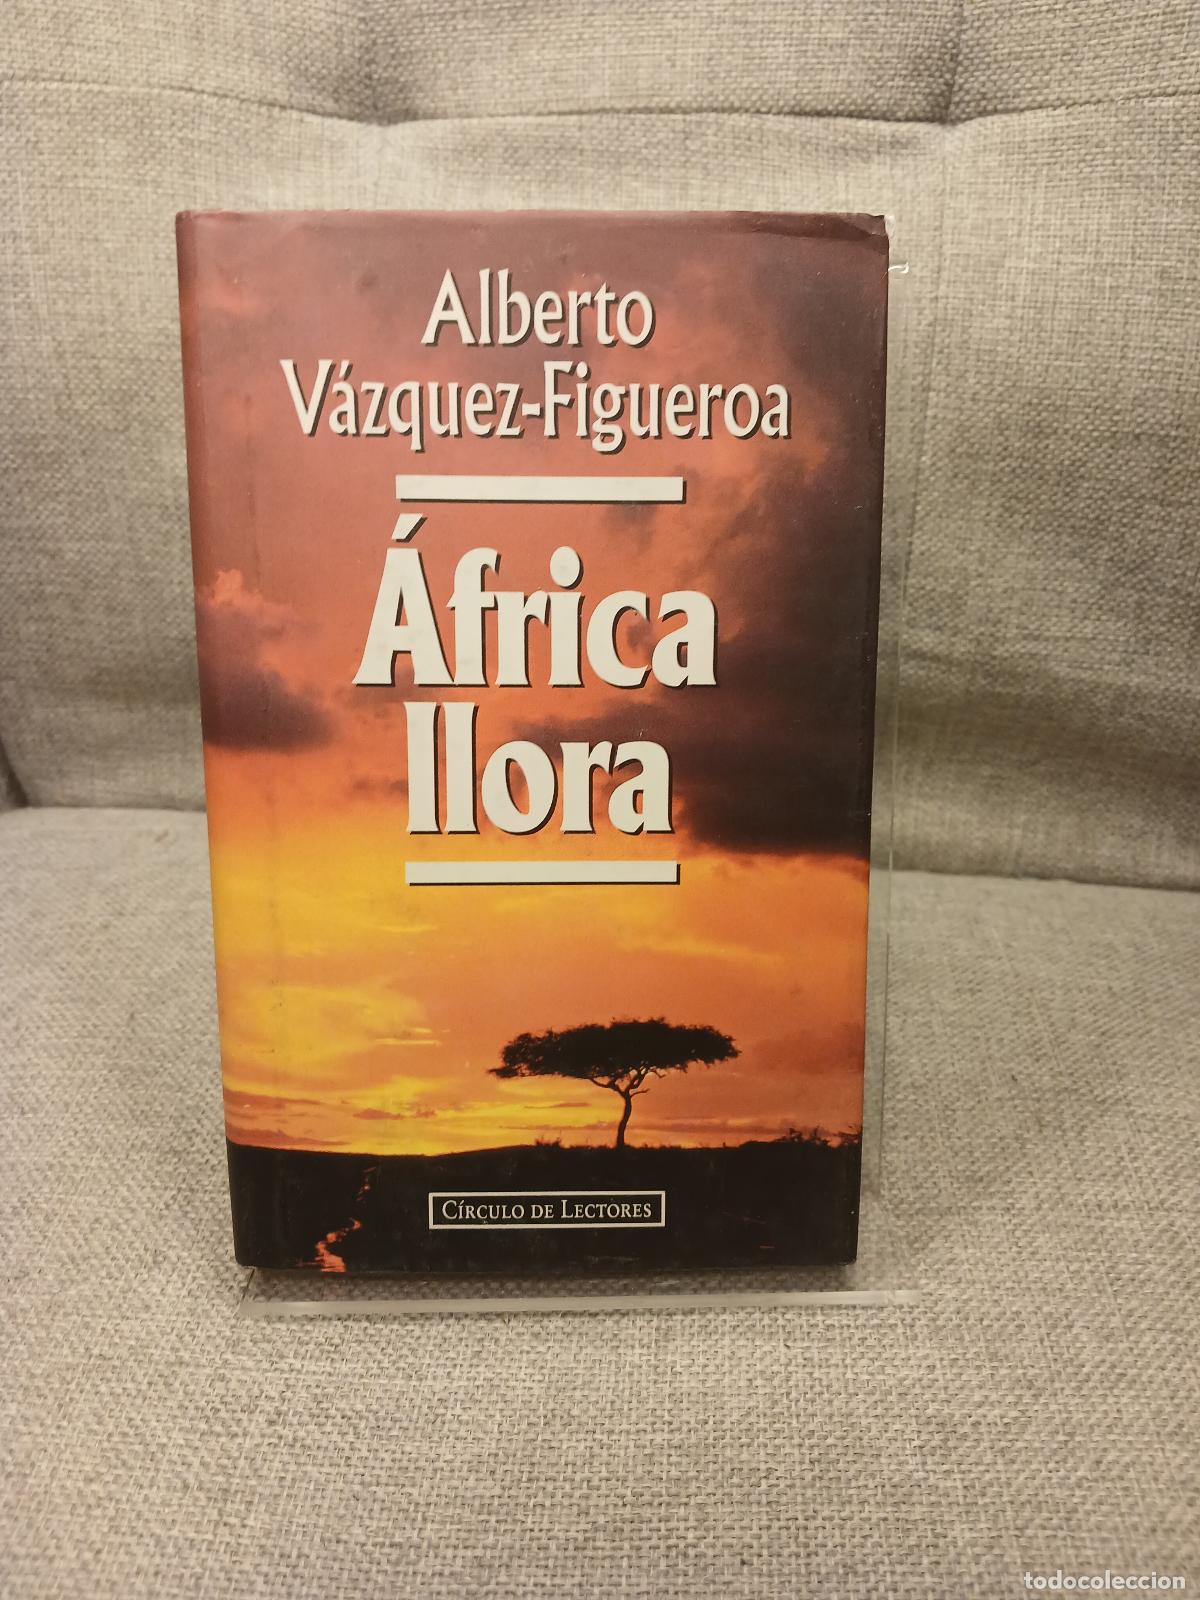 Alberto
Vázquez-Figueroa
África
llora
CÍRCULO DE LECTORES
todocoleccion